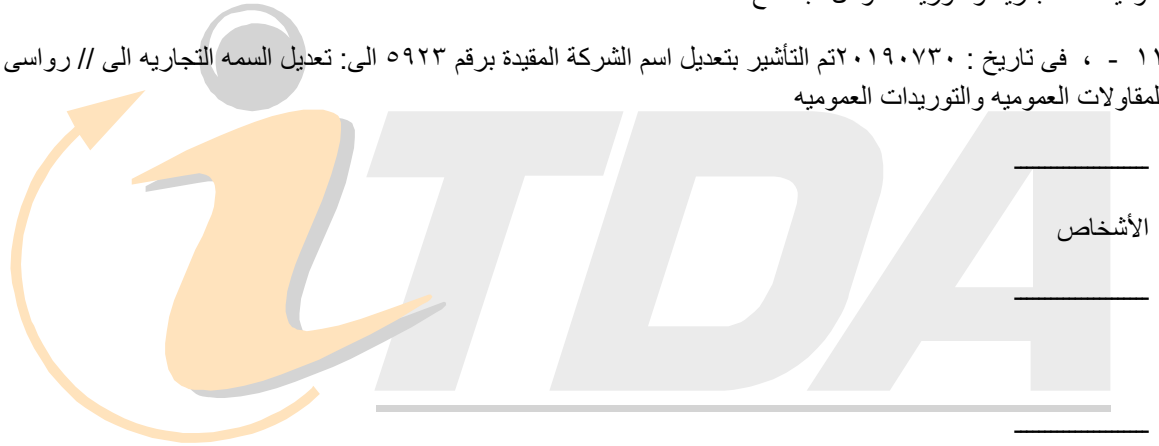 ١١ - ، فى تاريخ : ٢٠١٩٠٧٣٠تم التأشير بتعديل اسم الشركة المقيدة برقم ٥٩٢٣ الى: تعديل السمه التجاريه الى // رواسى
لمقاولات العموميه والتوريدات العموميه
الأشخاص
iTDA